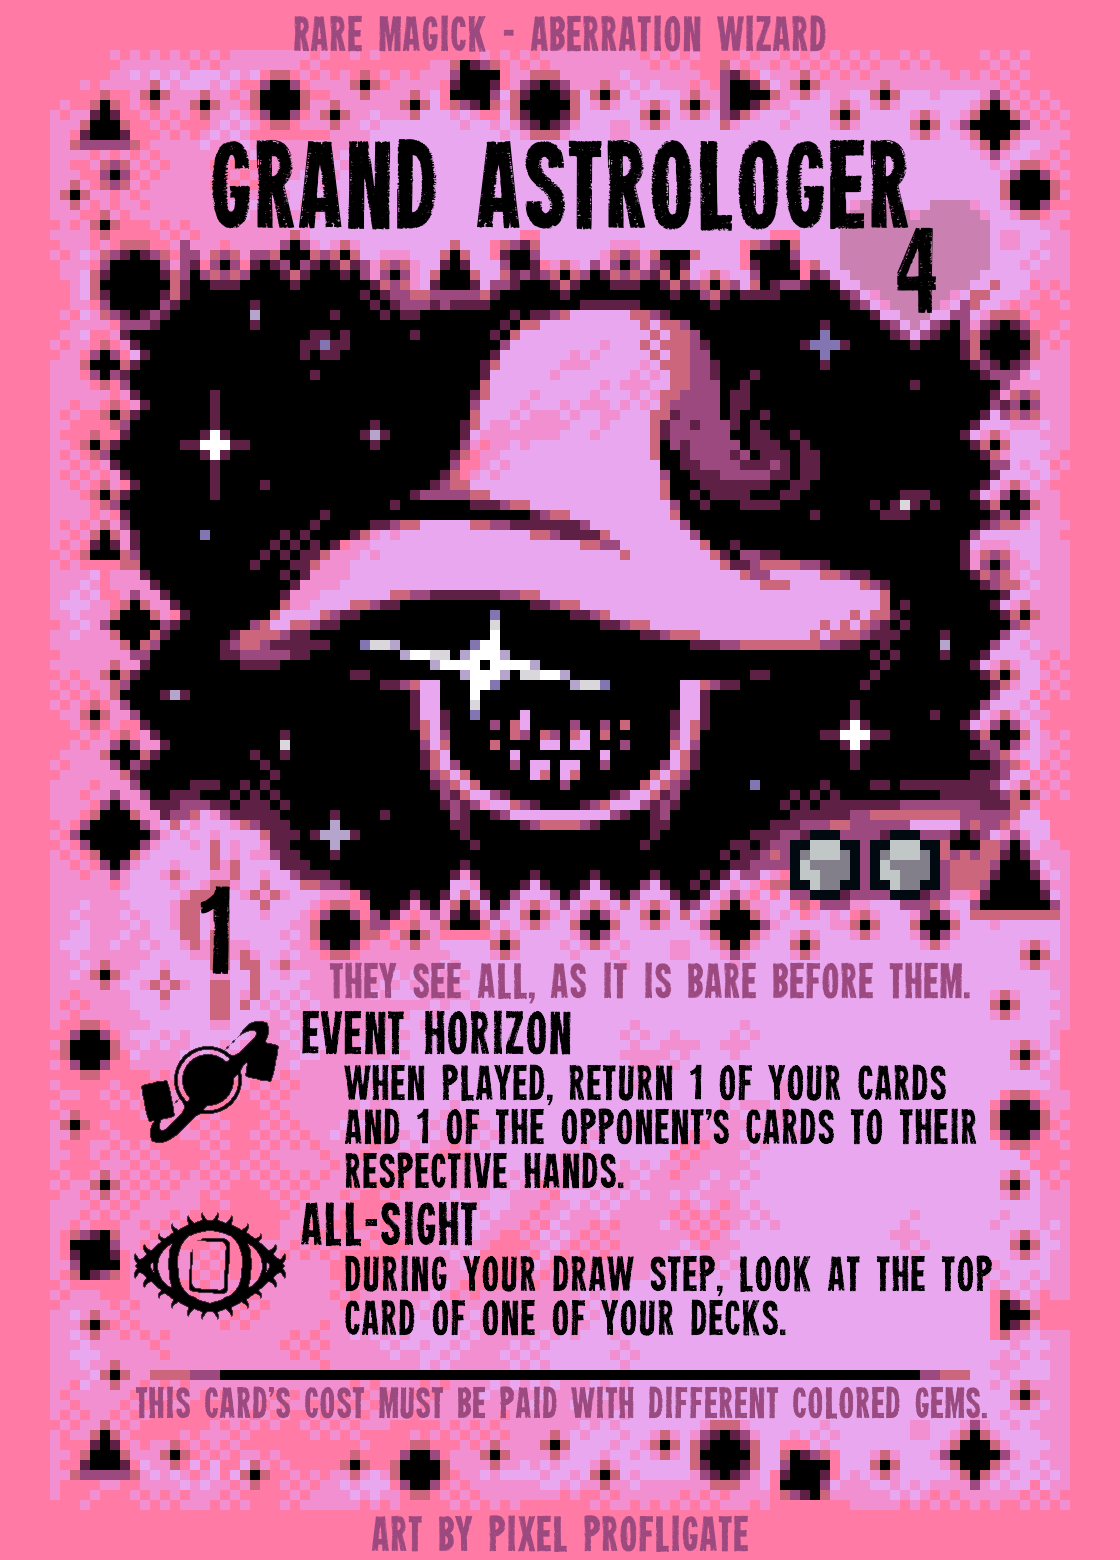 RARE MAGICK - ABERRATION WIZARD
GRAND ASTROLOGER
4
1
THEY SEE ALL, AS IT IS BARE BEFORE THEM.
EVENT HORIZON
WHEN PLAYED, RETURN 1 OF YOUR CARDS
AND 1 OF THE OPPONENT'S CARDS TO THEIR
RESPECTIVE HANDS.
ALL-SIGHT
DURING YOUR DRAW STEP, LOOK AT THE TOP
CARD OF ONE OF YOUR DECKS.
THIS CARD'S COST MUST BE PAID WITH DIFFERENT COLORED GEMS.
ART BY PIXEL PROFLIGATE